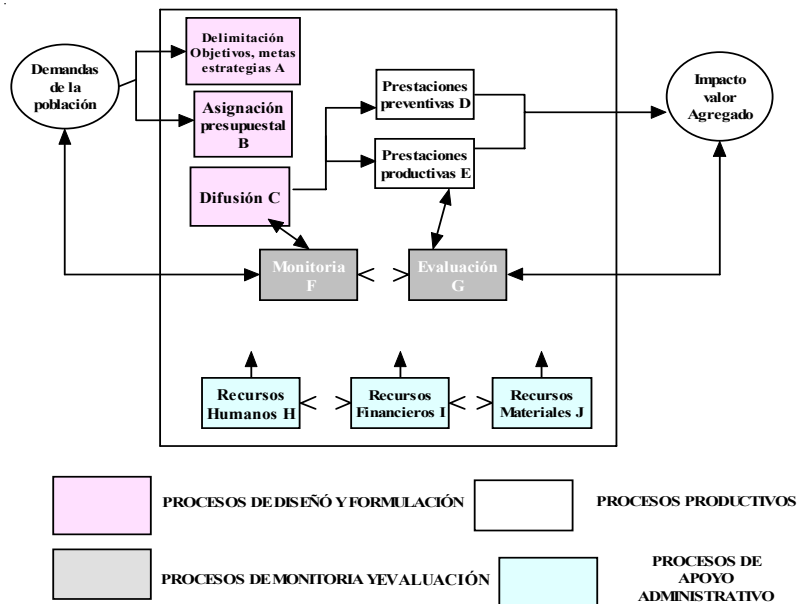 Demandas
de la
población
Delimitación
Objetivos, metas
estrategias A
Asignación
presupuestal
B
Difusión C
Prestaciones
preventivas D
Prestaciones
productivas E
Impacto
valor
Agregado
Monitoria
F
Evaluación
G
Recursos
Humanos H
Recursos
Financieros I
Recursos
Materiales J
PROCESOS DE DISEÑÓ Y FORMULACIÓN
PROCESOS PRODUCTIVOS
PROCESOS DE MONITORIA YEVALUACIÓN
PROCESOS DE
APOYO
ADMINISTRATIVO